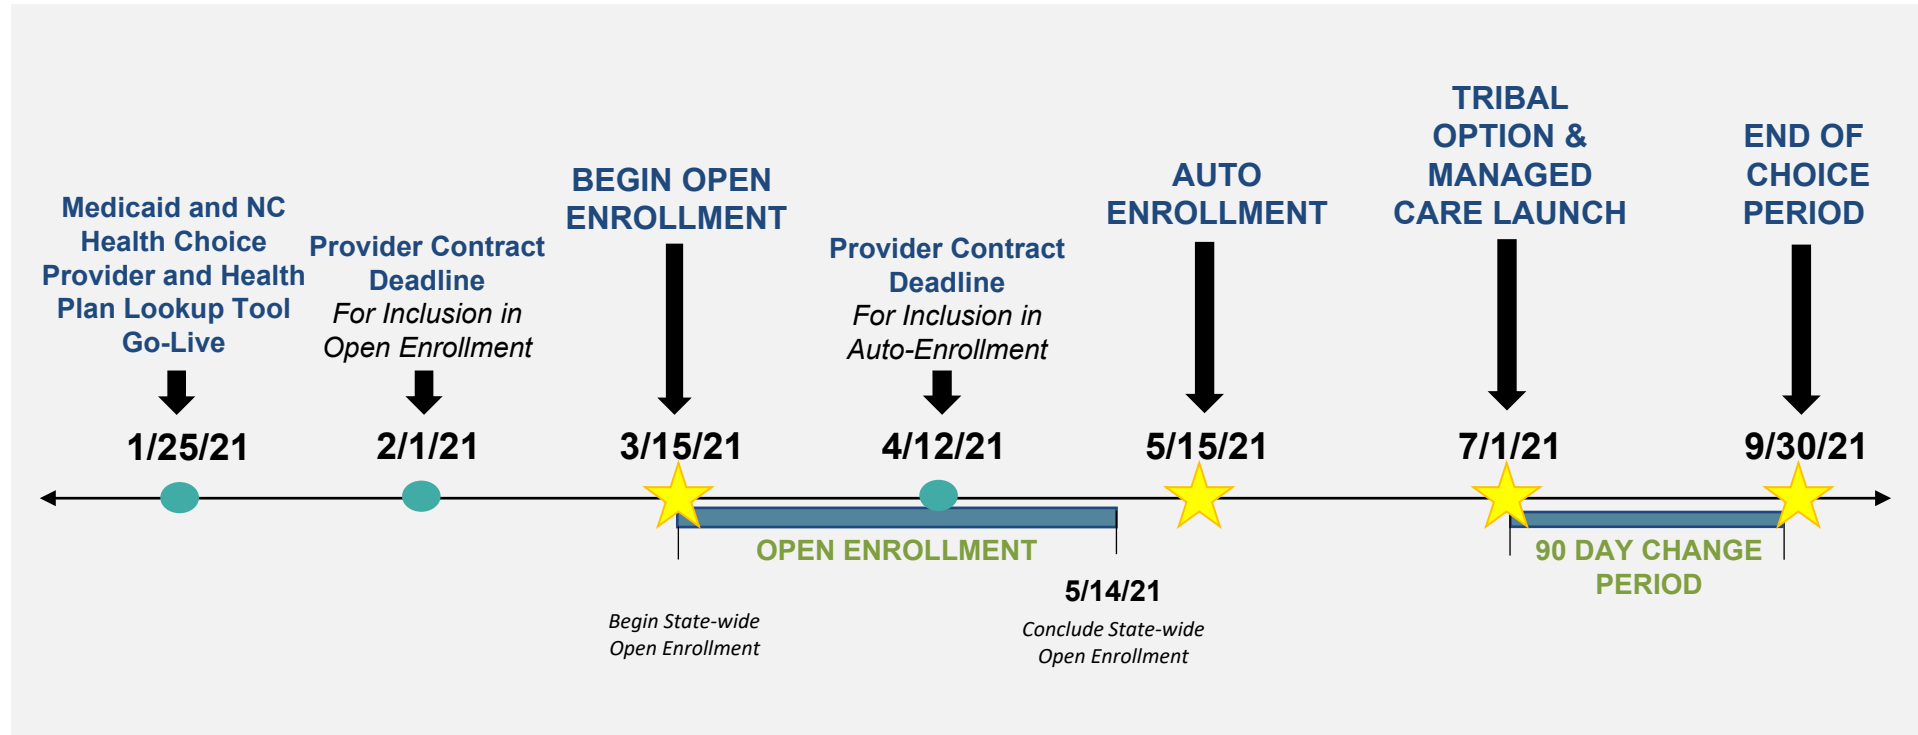 Medicaid and NC
Health Choice
Provider and Health
Plan Lookup Tool
Go-Live
1/25/21
Provider Contract
Deadline
For Inclusion in
Open Enrollment
2/1/21
BEGIN OPEN
ENROLLMENT
3/15/21
Provider Contract
Deadline
For Inclusion in
Auto-Enrollment
4/12/21
AUTO
ENROLLMENT
5/15/21
TRIBAL
OPTION &
MANAGED
CARE LAUNCH
7/1/21
END OF
CHOICE
PERIOD
9/30/21
OPEN ENROLLMENT
90 DAY CHANGE
PERIOD
Begin State-wide
Open Enrollment
5/14/21
Conclude State-wide
Open Enrollment